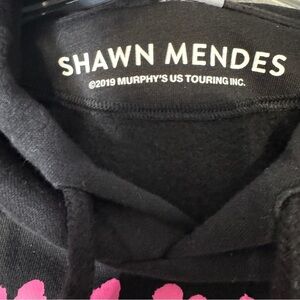 SHAWN MENDES
©2019 MURPHY'S US TOURING INC.